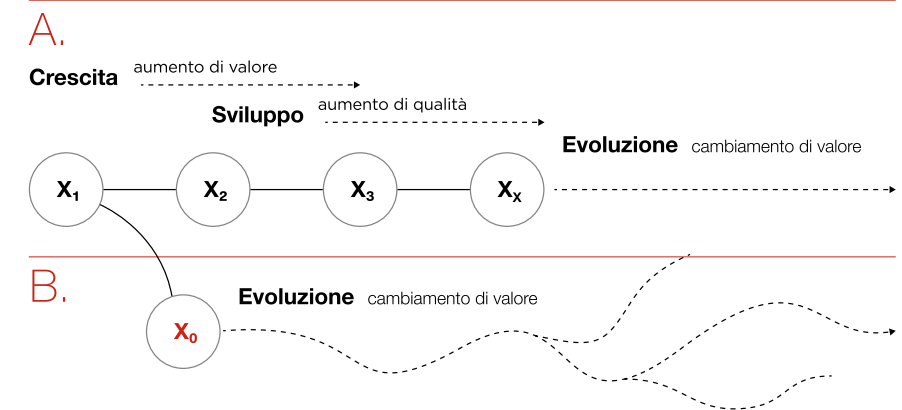 A.
Crescita aumento di valore
Sviluppo aumento di qualità
Evoluzione cambiamento di valore
X1 X2 X3 XX
B.
Evoluzione cambiamento di valore
X0